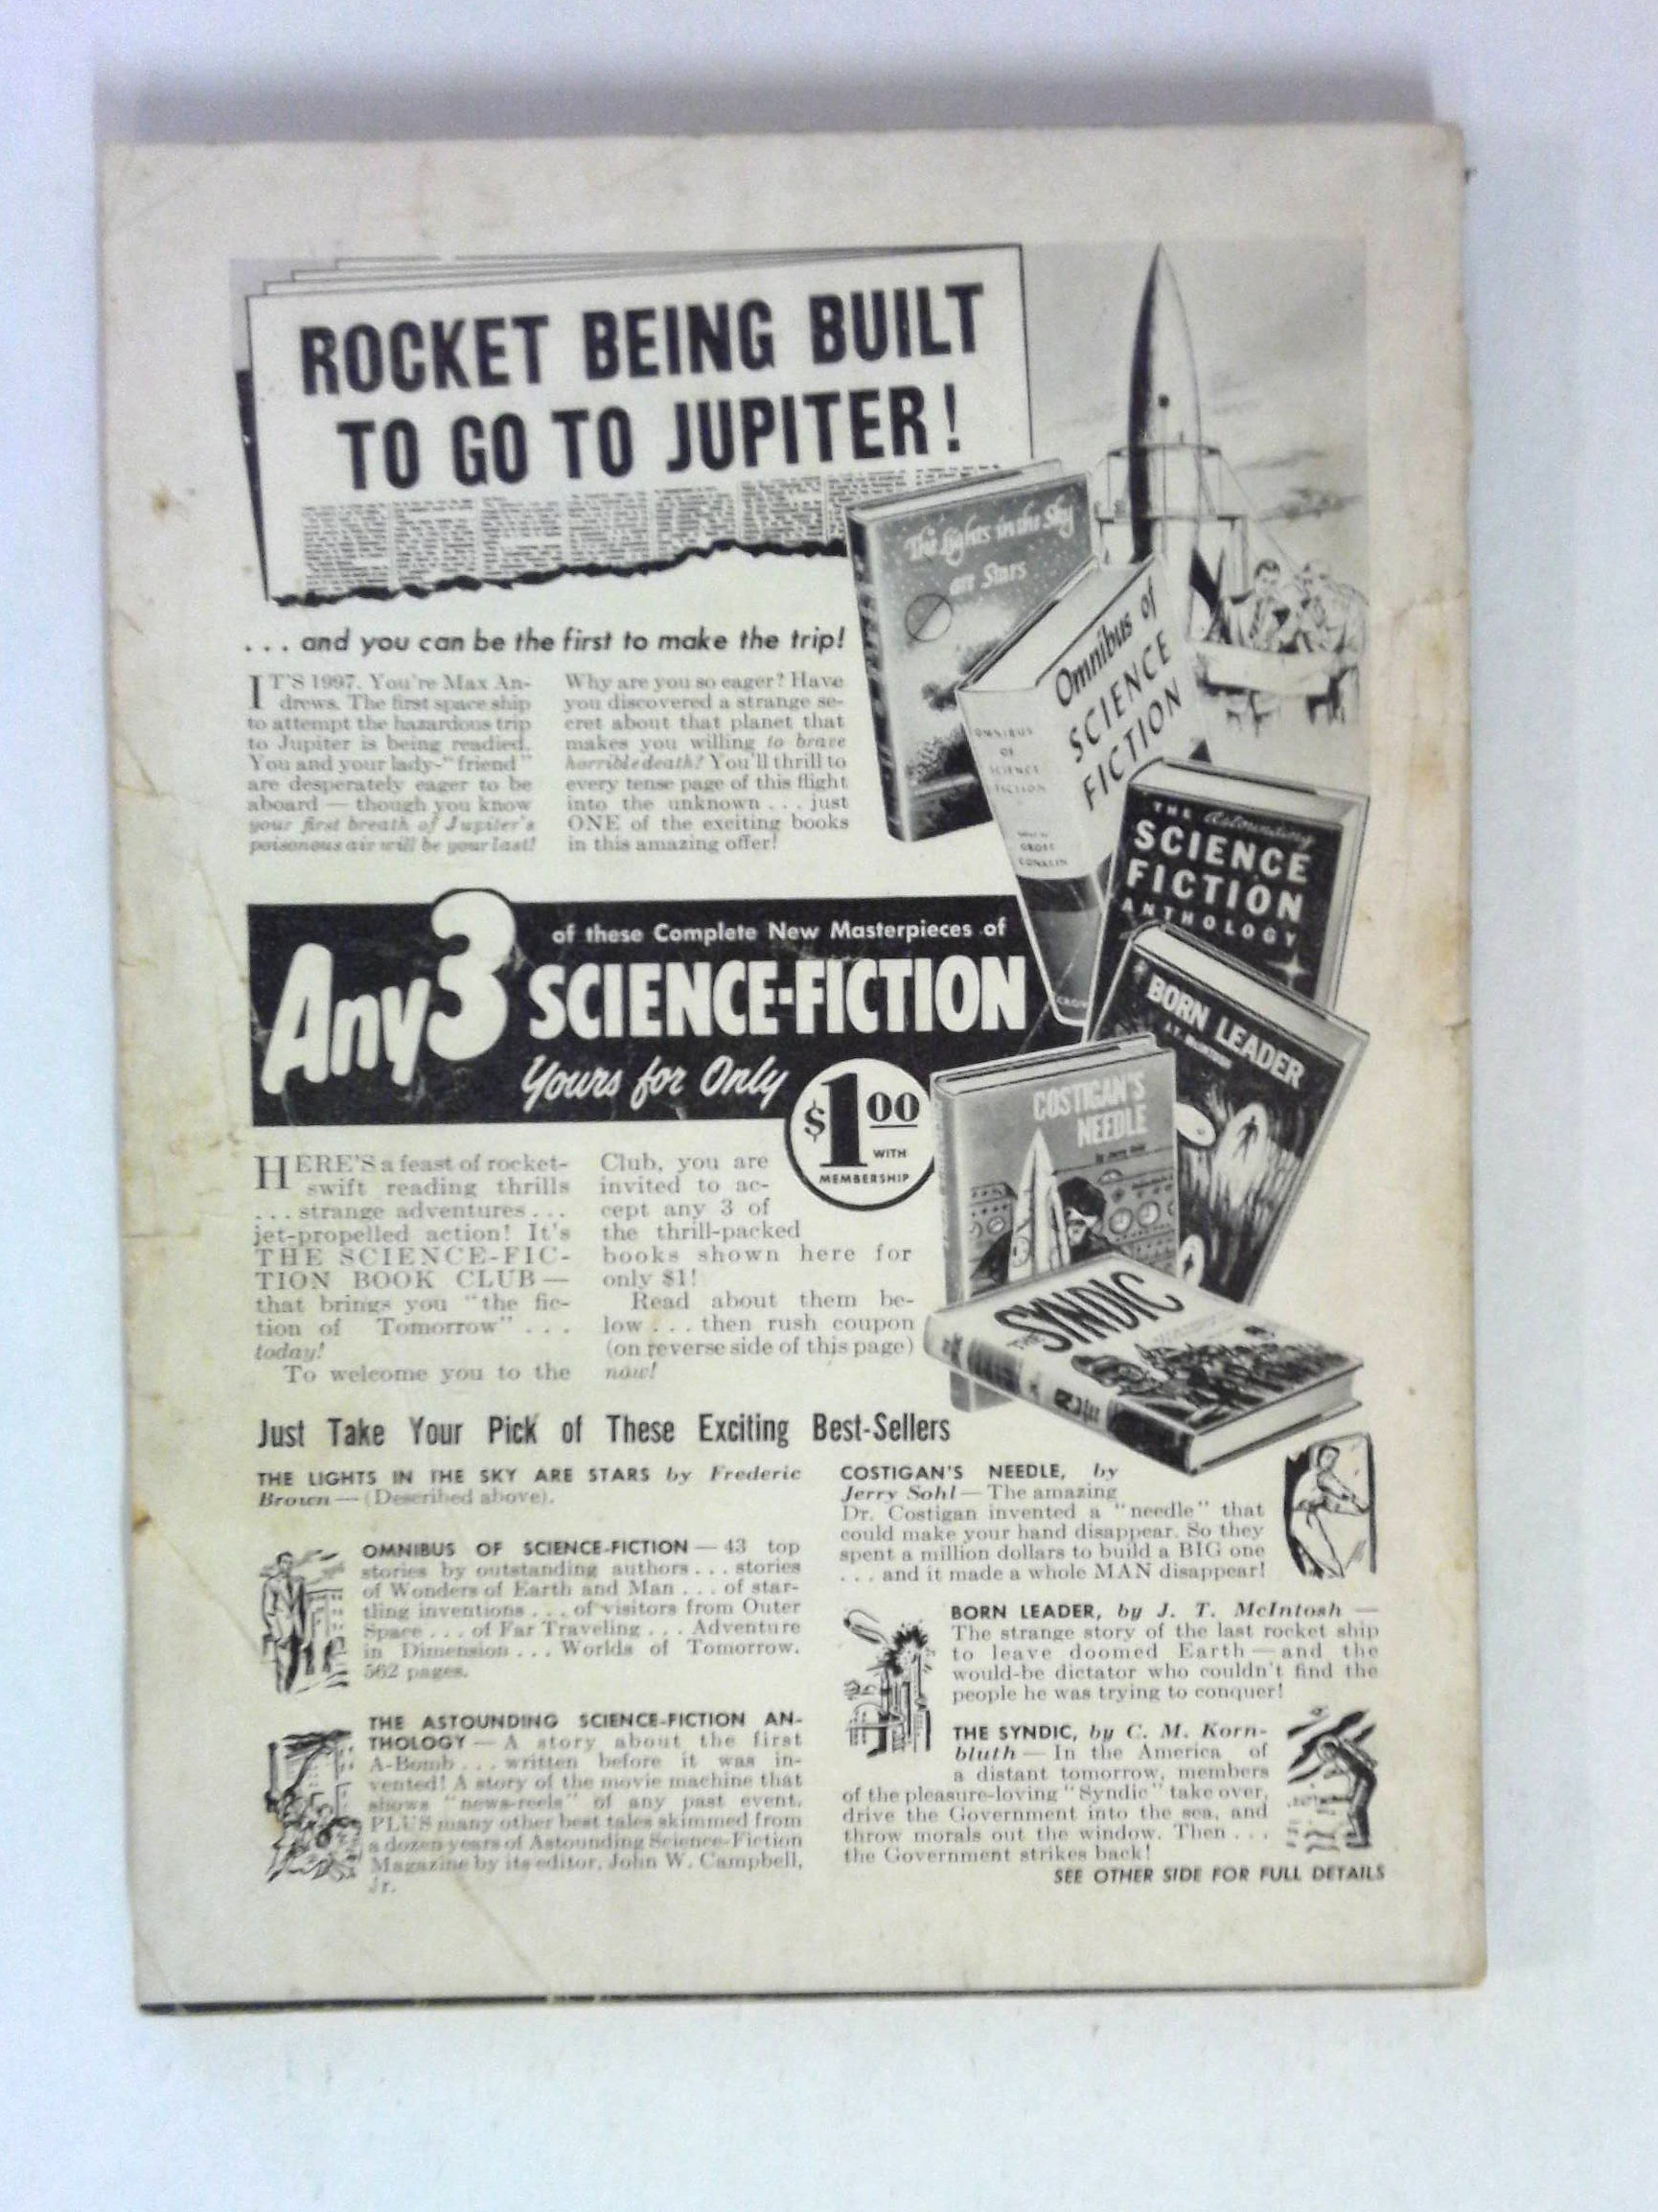 ROCKET BEING BUILT
TO GO TO JUPITER!
. . . and you can be the first to make the trip!
IT'S 1997. You're Max An-
drews. The first space ship
to attempt the hazardous trip
to Jupiter is being readied.
You and your lady-"friend"
are desperately eager to be
aboard — though you know
your first breath of Jupiter's
poisonous air will be your last!
Why are you so eager? Have
you discovered a strange se-
cret about that planet that
makes you willing to brave
horrible death? You'll thrill to
every tense page of this flight
into the unknown . . . just
ONE of the exciting books
in this amazing offer!
The Lights in the Sky
are Stars
Omnibus of
SCIENCE
FICTION
OMNIBUS
OF
SCIENCE
FICTION
GROFF
CONKLIN
CROWN
THE Astounding
SCIENCE
FICTION
ANTHOLOGY
BORN LEADER
J.T. McINTOSH
COSTIGAN'S
NEEDLE
by Jerry Sohl
THE SYNDIC
Any 3 of these Complete New Masterpieces of
SCIENCE-FICTION
Yours for Only
$1.00
WITH
MEMBERSHIP
HERE'S a feast of rocket-
swift reading thrills
. . . strange adventures . . .
jet-propelled action! It's
THE SCIENCE-FIC-
TION BOOK CLUB —
that brings you "the fic-
tion of Tomorrow" . . .
today!
To welcome you to the
Club, you are
invited to ac-
cept any 3 of
the thrill-packed
books shown here for
only $1!
Read about them be-
low . . . then rush coupon
(on reverse side of this page)
now!
Just Take Your Pick of These Exciting Best-Sellers
THE LIGHTS IN THE SKY ARE STARS by Frederic
Brown — (Described above).
OMNIBUS OF SCIENCE-FICTION — 43 top
stories by outstanding authors . . . stories
of Wonders of Earth and Man . . . of star-
tling inventions . . . of visitors from Outer
Space . . . of Far Traveling . . . Adventure
in Dimension . . . Worlds of Tomorrow.
562 pages.
THE ASTOUNDING SCIENCE-FICTION AN-
THOLOGY — A story about the first
A-Bomb . . . written before it was in-
vented! A story of the movie machine that
shows "news-reels" of any past event.
PLUS many other best tales skimmed from
a dozen years of Astounding Science-Fiction
Magazine by its editor, John W. Campbell,
Jr.
COSTIGAN'S NEEDLE, by
Jerry Sohl — The amazing
Dr. Costigan invented a "needle" that
could make your hand disappear. So they
spent a million dollars to build a BIG one
. . . and it made a whole MAN disappear!
BORN LEADER, by J. T. McIntosh —
The strange story of the last rocket ship
to leave doomed Earth — and the
would-be dictator who couldn't find the
people he was trying to conquer!
THE SYNDIC, by C. M. Korn-
bluth — In the America of
a distant tomorrow, members
of the pleasure-loving "Syndic" take over,
drive the Government into the sea, and
throw morals out the window. Then . . .
the Government strikes back!
SEE OTHER SIDE FOR FULL DETAILS